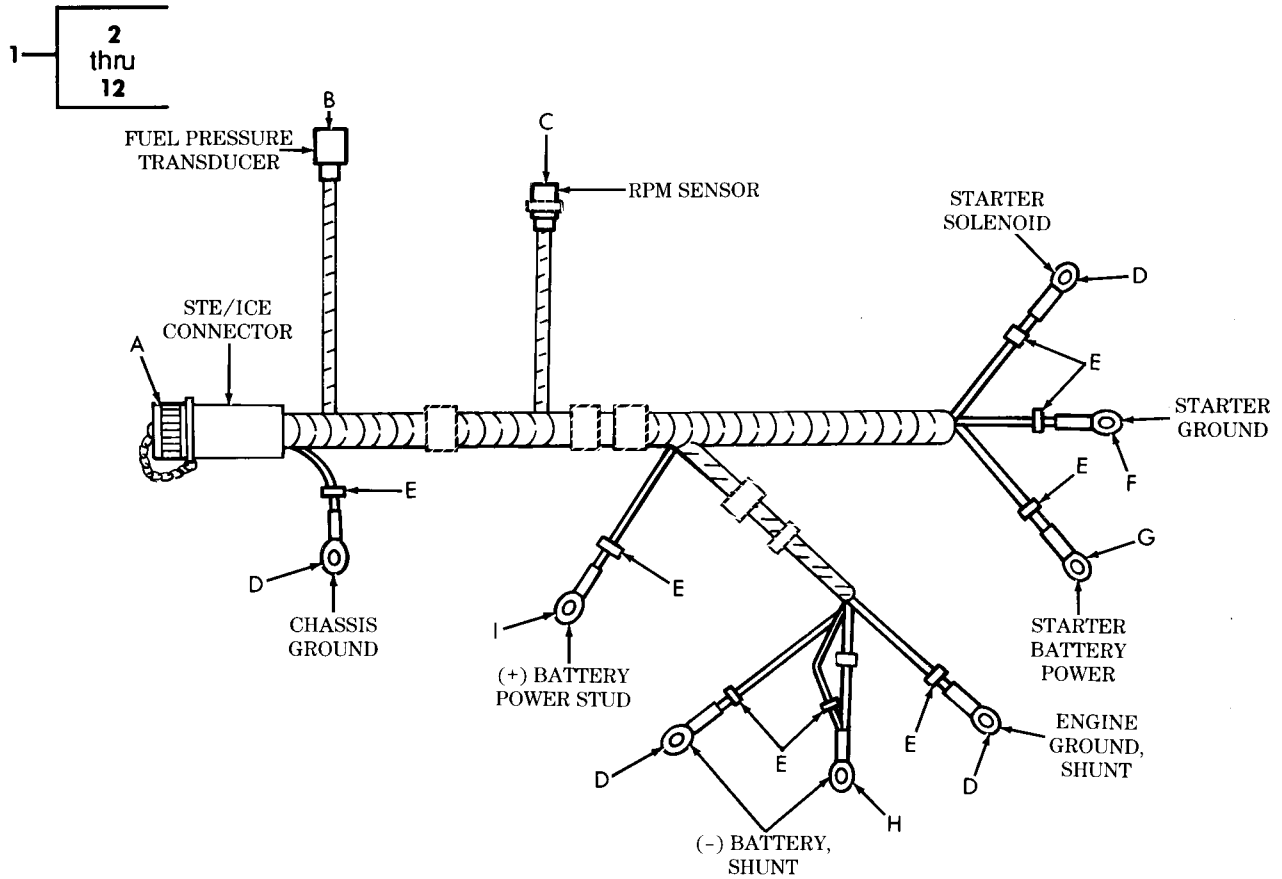 1
2
thru
12
B
FUEL PRESSURE
TRANSDUCER
C
RPM SENSOR
STARTER
SOLENOID
D
STE/ICE
CONNECTOR
A
E
STARTER
GROUND
F
E
E
G
D
CHASSIS
GROUND
E
I
(+) BATTERY
POWER STUD
STARTER
BATTERY
POWER
E
D
E
D
ENGINE
GROUND,
SHUNT
H
(-) BATTERY,
SHUNT